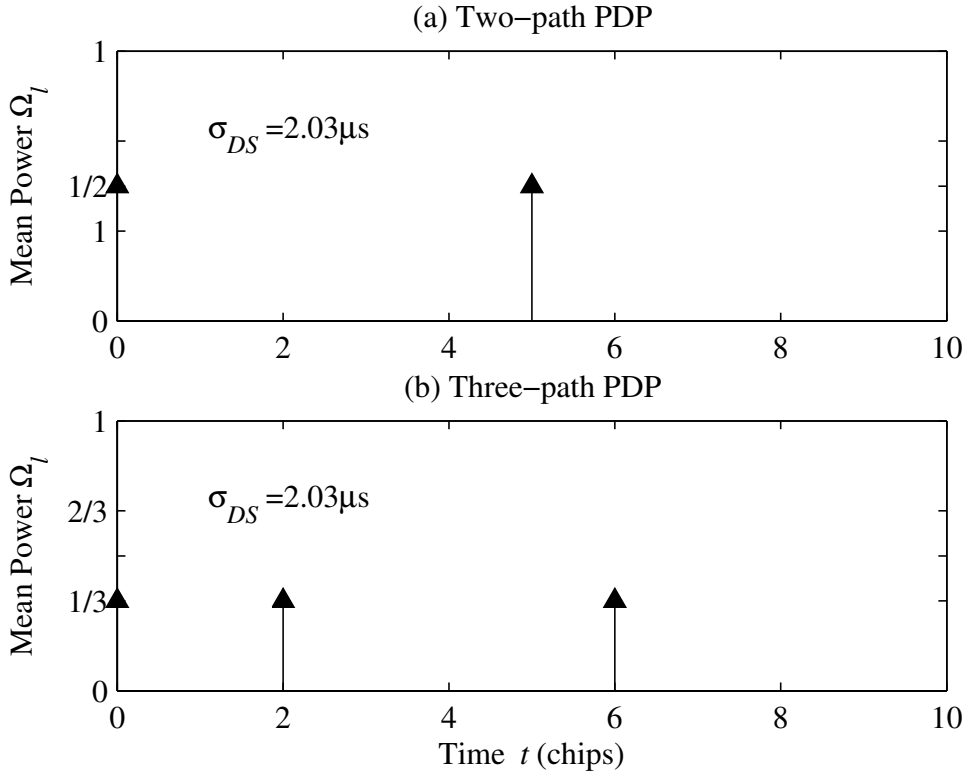 (a) Two−path PDP
Mean Power Ω_l
1
1/2
1
0
σ_DS =2.03μs
0 2 4 6 8 10
(b) Three−path PDP
Mean Power Ω_l
1
2/3
1/3
0
σ_DS =2.03μs
0 2 4 6 8 10
Time t (chips)